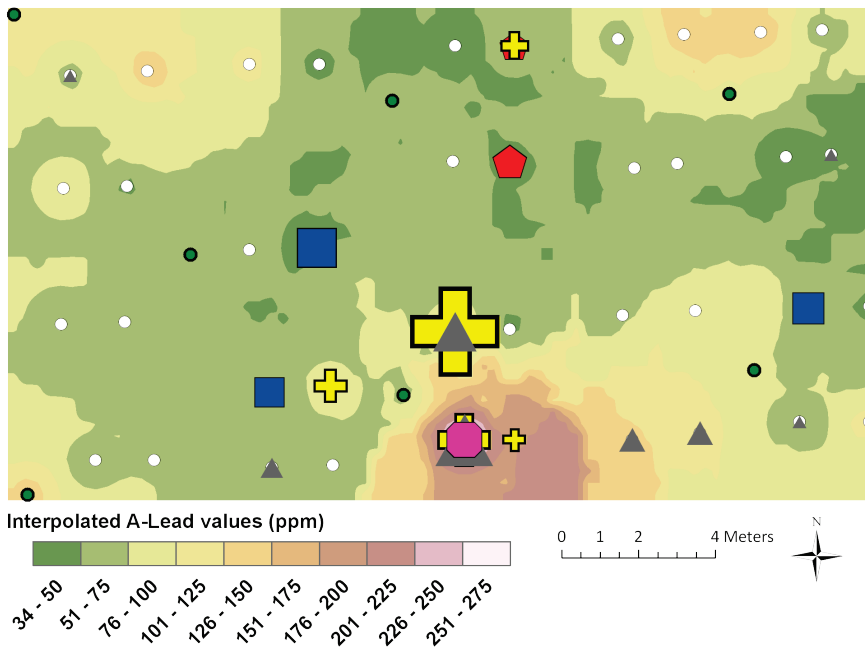 Interpolated A-Lead values (ppm)
34 - 50
51 - 75
76 - 100
101 - 125
126 - 150
151 - 175
176 - 200
201 - 225
226 - 250
251 - 275
0 1 2 4 Meters
N